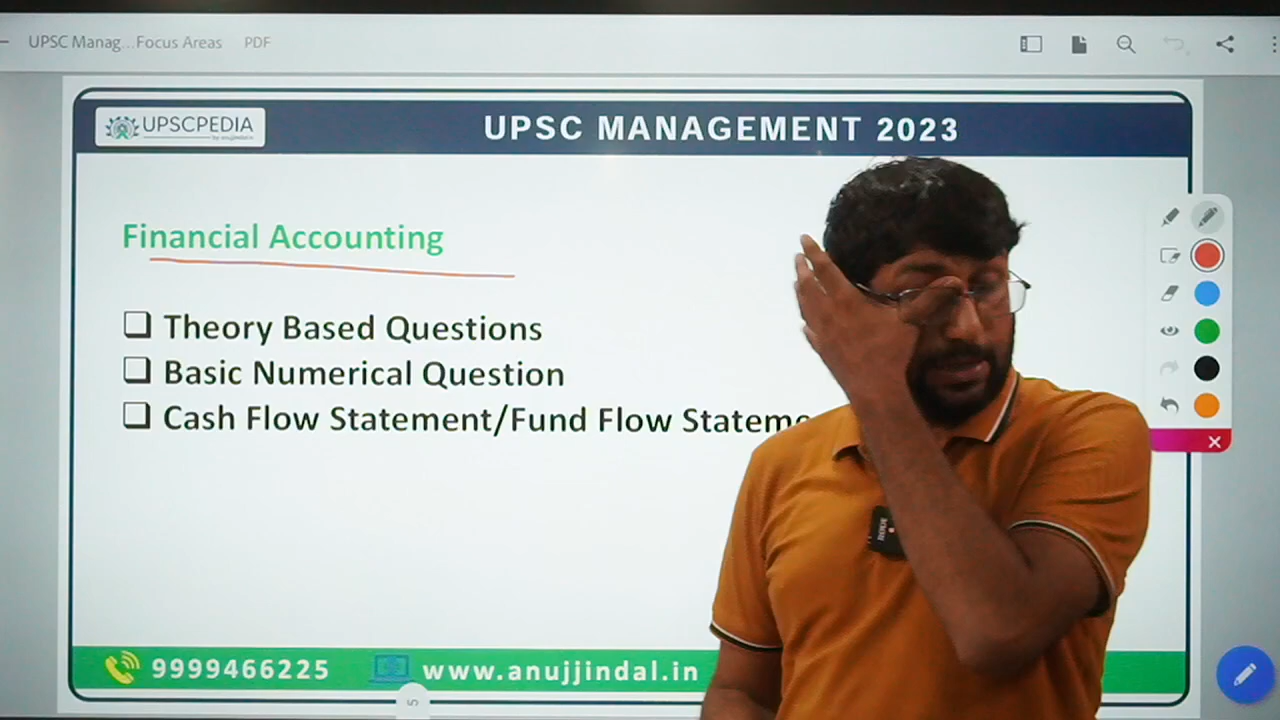 UPSC Manag...Focus Areas PDF
UPSCPEDIA
UPSC MANAGEMENT 2023
Financial Accounting
Theory Based Questions
Basic Numerical Question
Cash Flow Statement/Fund Flow Stateme
9999466225 www.anujjindal.in
5